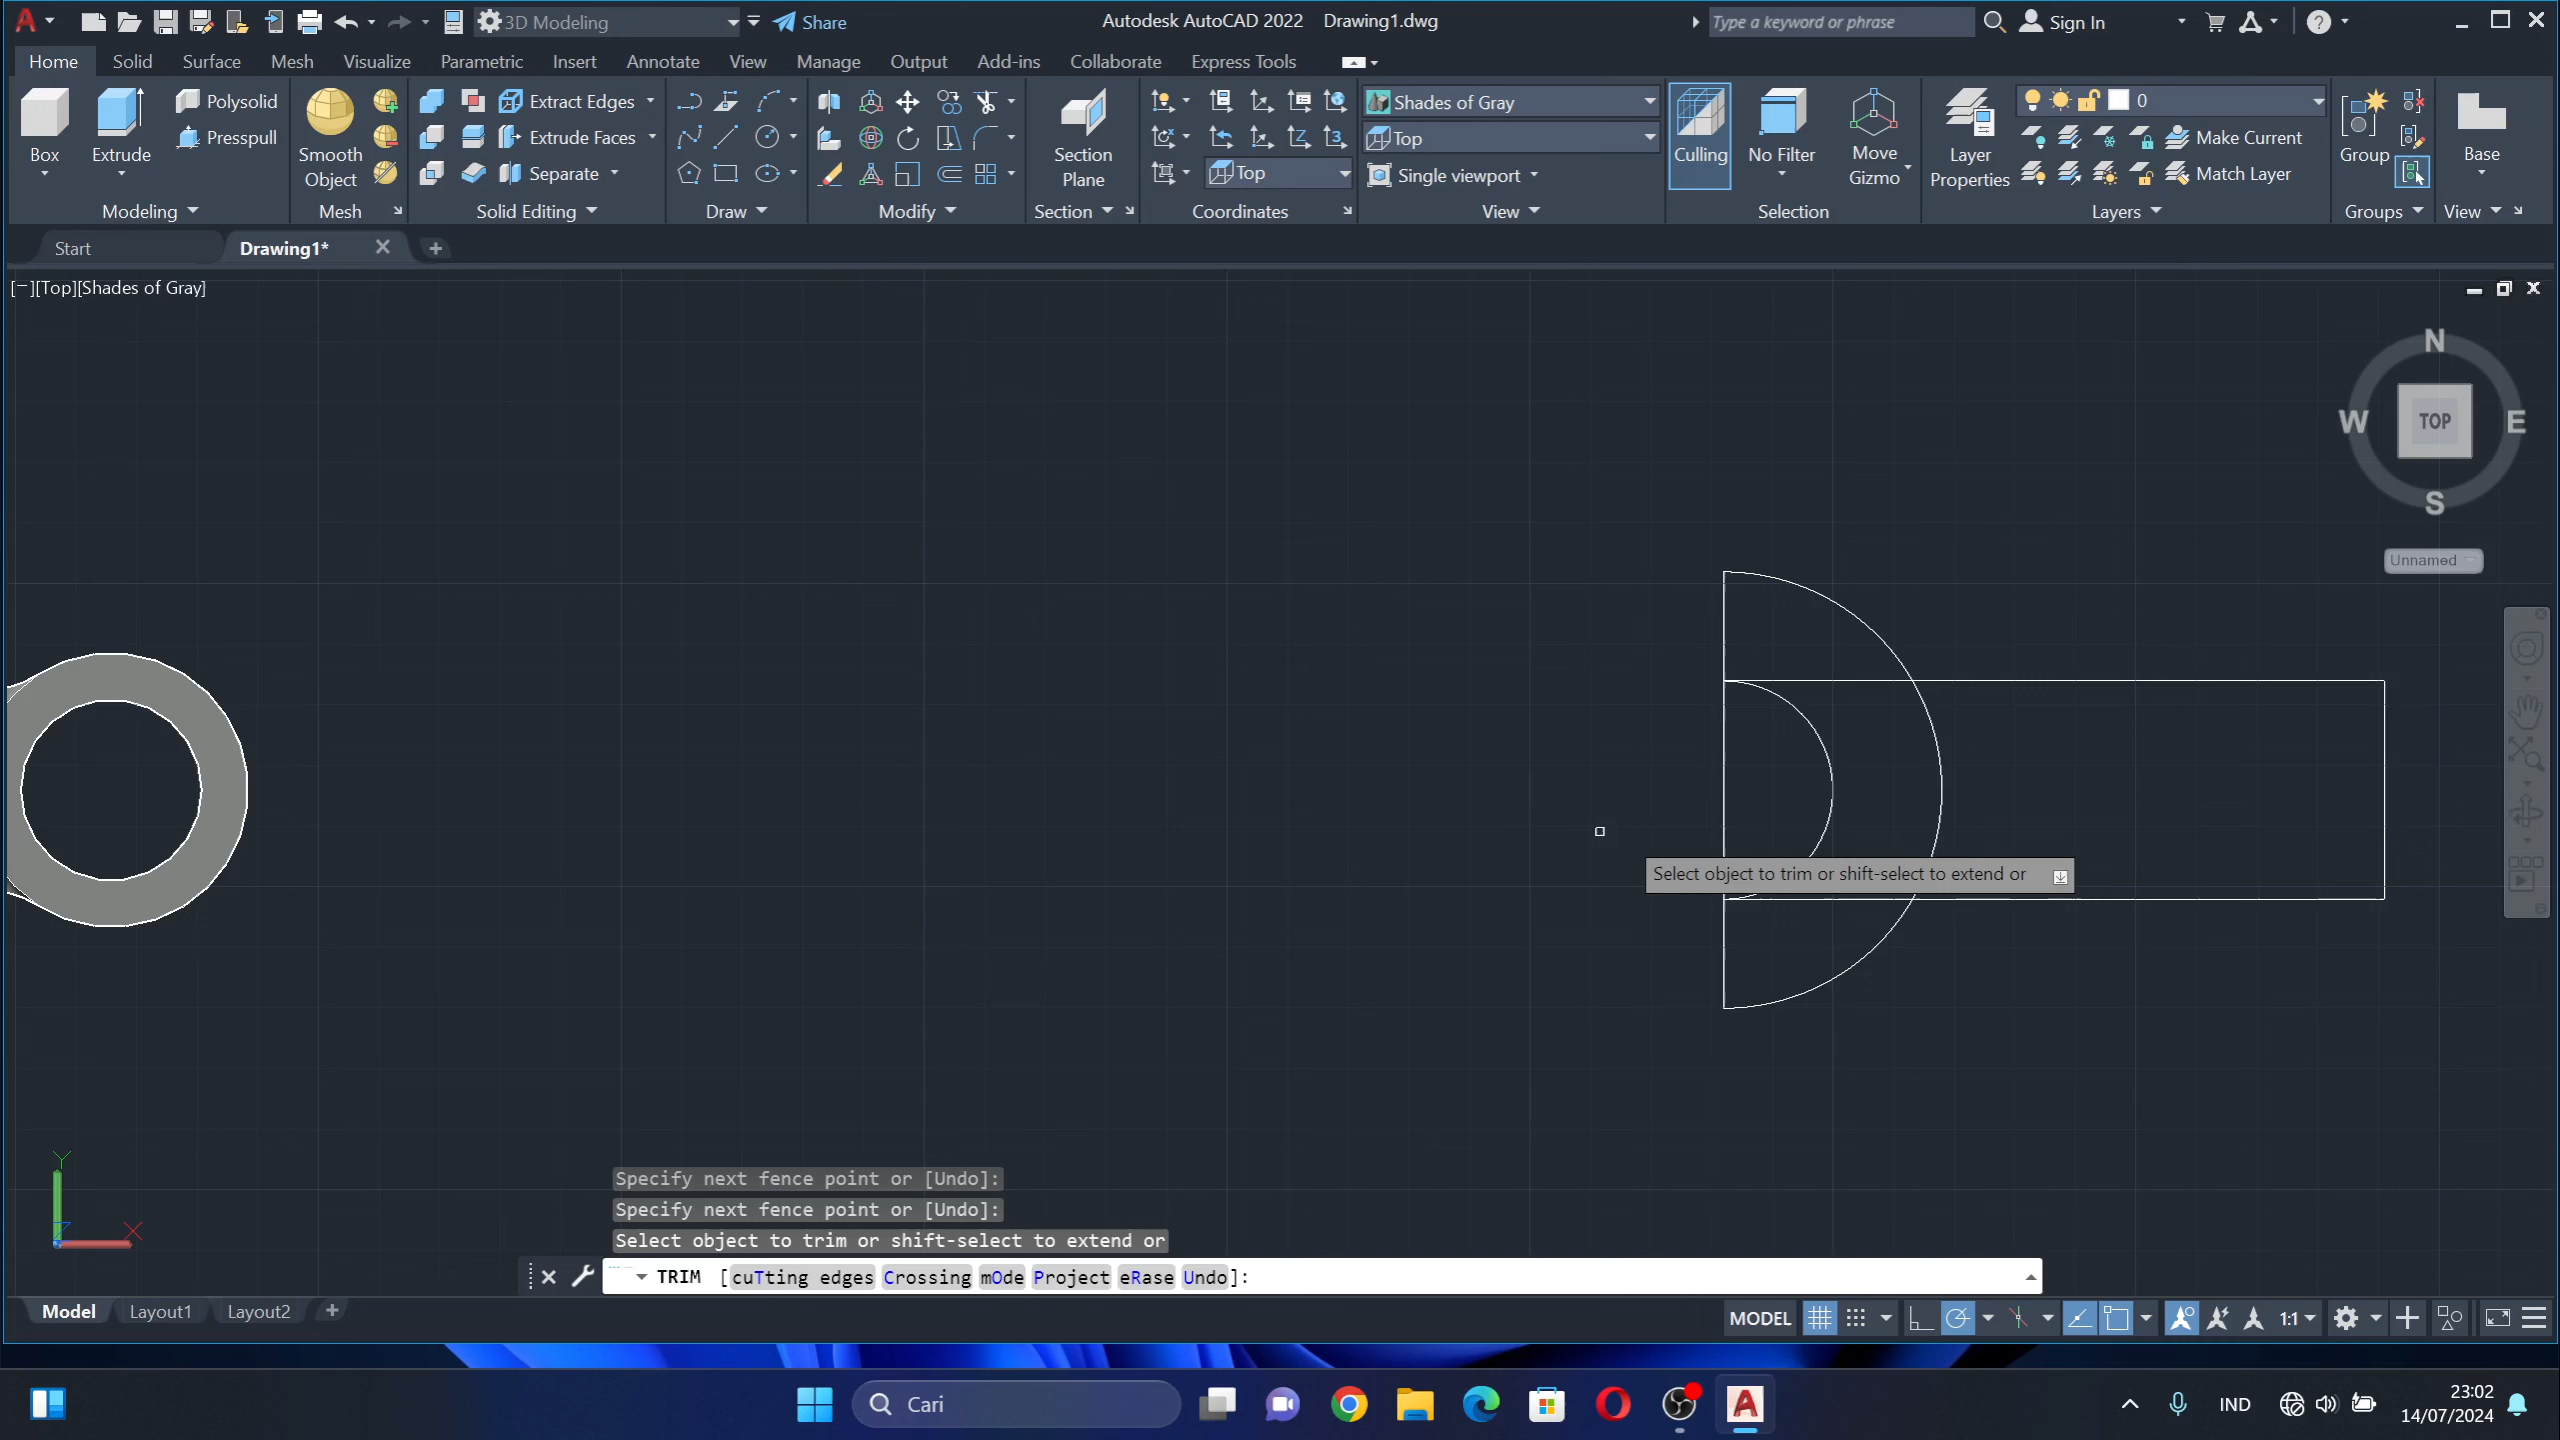 3D Modeling Share Autodesk AutoCAD 2022 Drawing1.dwg Type a keyword or phrase Sign In
Home Solid Surface Mesh Visualize Parametric Insert Annotate View Manage Output Add-ins Collaborate Express Tools
Polysolid Extract Edges Shades of Gray 0
Presspull Extrude Faces Top Make Current
Box Extrude Smooth Object Separate Section Plane Top Single viewport Culling No Filter Move Gizmo Layer Properties Match Layer Group Base
Modeling Mesh Solid Editing Draw Modify Section Coordinates View Selection Layers Groups View
Start Drawing1* +
[−][Top][Shades of Gray]
N
W TOP E
S
Unnamed
Select object to trim or shift-select to extend or
Y
X
Specify next fence point or [Undo]:
Specify next fence point or [Undo]:
Select object to trim or shift-select to extend or
TRIM [cuTting edges Crossing mOde Project eRase Undo]:
Model Layout1 Layout2 + MODEL 1:1
Cari IND 23:02
14/07/2024